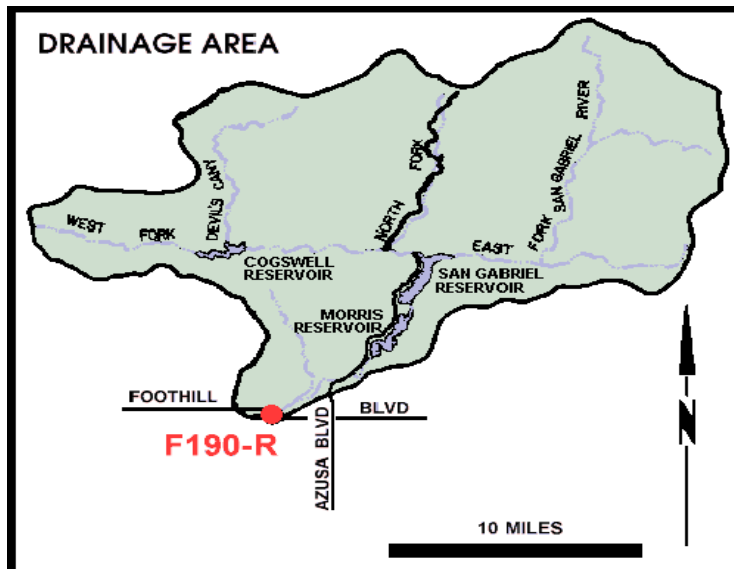 DRAINAGE AREA
WEST FORK
DEVIL'S CANY
NORTH FORK
EAST FORK SAN GABRIEL RIVER
COGSWELL
RESERVOIR
SAN GABRIEL
RESERVOIR
MORRIS
RESERVOIR
FOOTHILL BLVD
F190-R
AZUSA BLVD
N
10 MILES